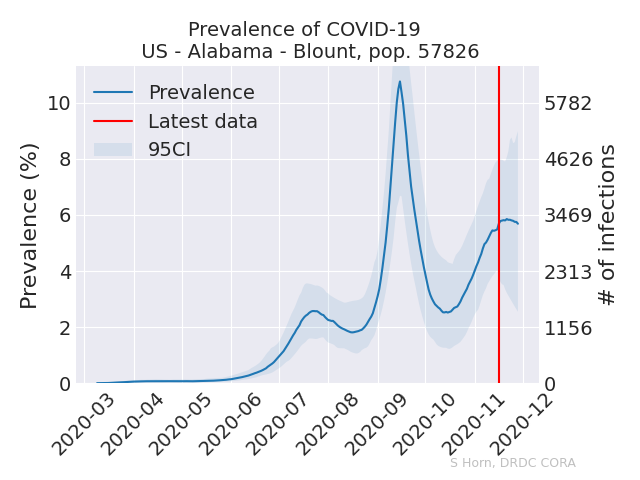 Prevalence of COVID-19
US - Alabama - Blount, pop. 57826
Prevalence
Latest data
95CI
Prevalence (%)
10
8
6
4
2
0
5782
4626
3469
2313
1156
0
# of infections
2020-03
2020-04
2020-05
2020-06
2020-07
2020-08
2020-09
2020-10
2020-11
2020-12
S Horn, DRDC CORA